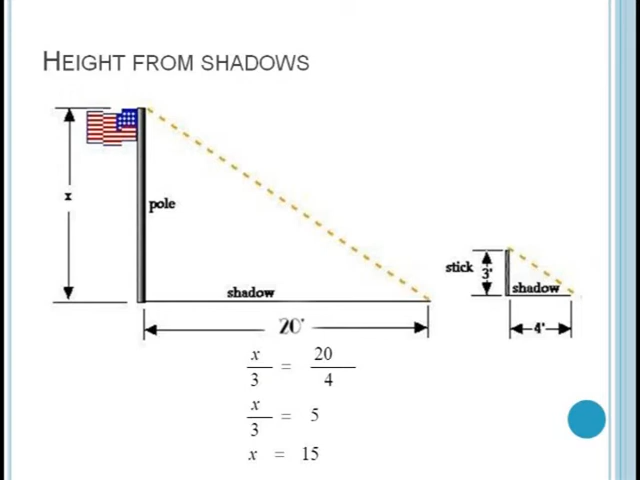 HEIGHT FROM SHADOWS
x
pole
stick
3'
shadow
shadow
20'
4'
x/3 = 20/4
x/3 = 5
x = 15